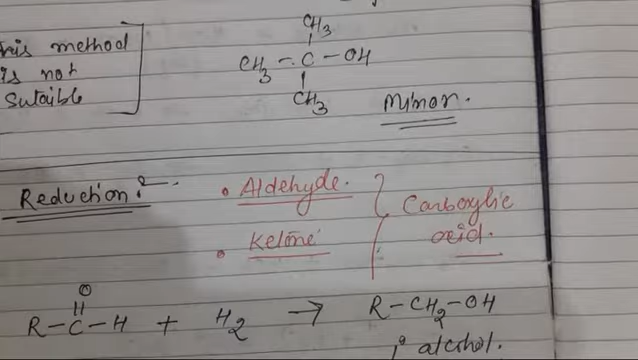 this method
is not
Sutaible
CH3
CH3 - C - OH
CH3
Minor.
Reduction :-
• Aldehyde.
• Ketone
Carboxylic
acid.
O
R - C - H + H2 → R - CH2 - OH
1° alcohol.